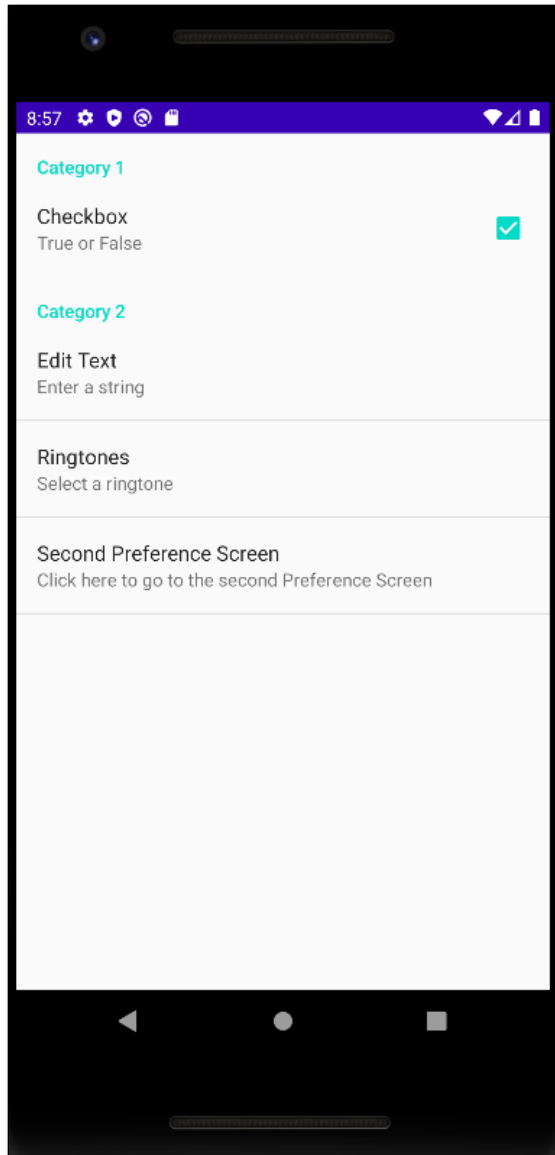 8:57
Category 1
Checkbox
True or False
Category 2
Edit Text
Enter a string
Ringtones
Select a ringtone
Second Preference Screen
Click here to go to the second Preference Screen